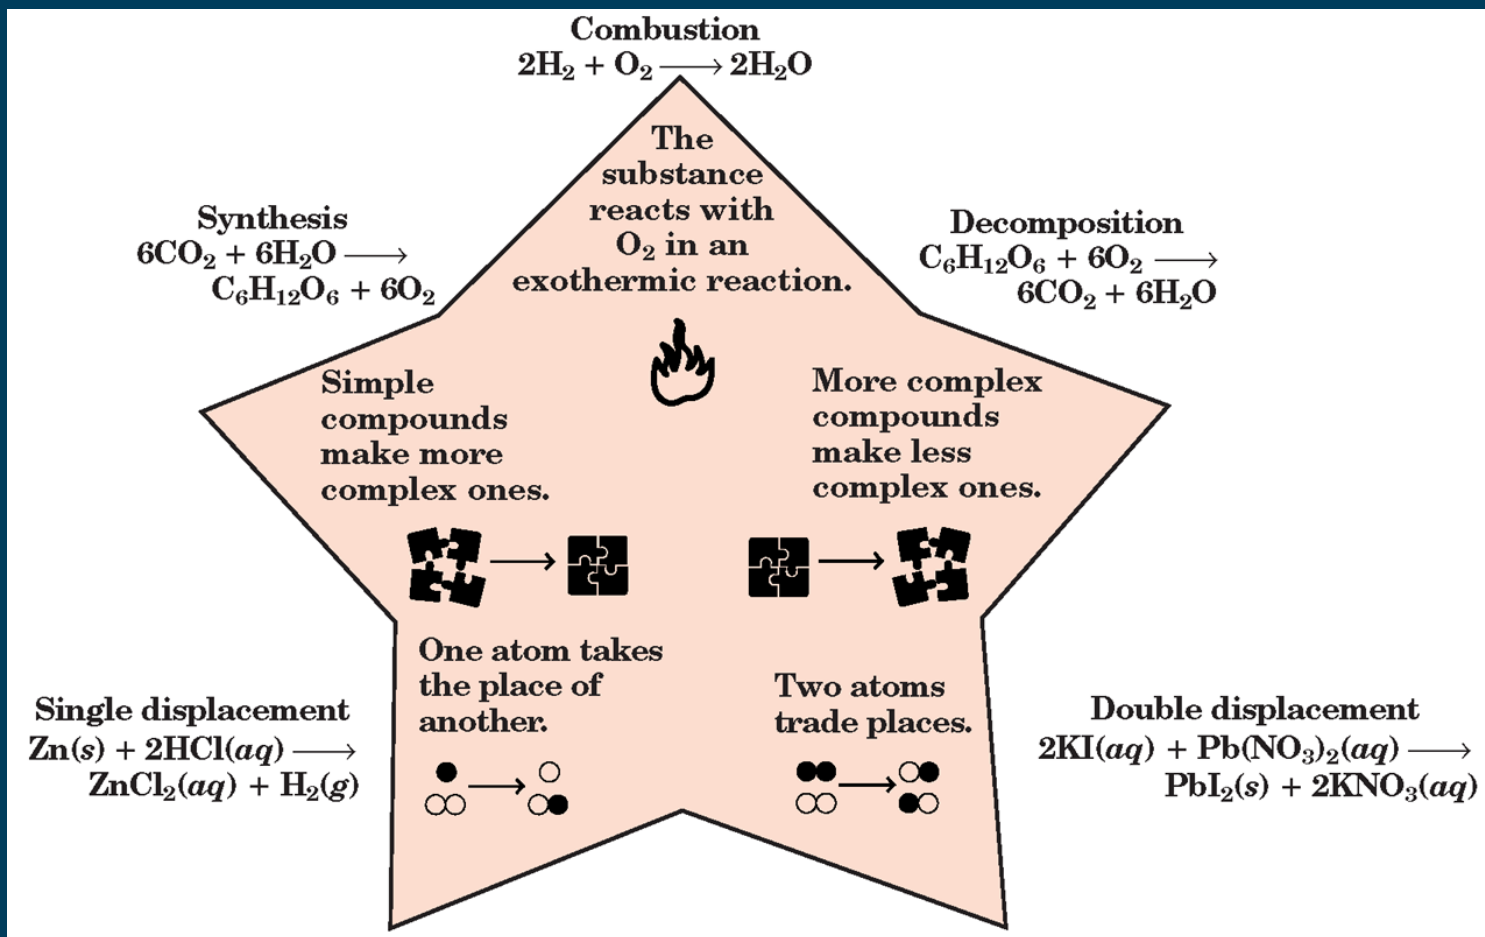 Combustion
2H₂ + O₂ ⟶ 2H₂O
The
substance
reacts with
O₂ in an
exothermic reaction.
Synthesis
6CO₂ + 6H₂O ⟶
C₆H₁₂O₆ + 6O₂
Decomposition
C₆H₁₂O₆ + 6O₂ ⟶
6CO₂ + 6H₂O
Simple
compounds
make more
complex ones.
More complex
compounds
make less
complex ones.
One atom takes
the place of
another.
Two atoms
trade places.
Single displacement
Zn(s) + 2HCl(aq) ⟶
ZnCl₂(aq) + H₂(g)
Double displacement
2KI(aq) + Pb(NO₃)₂(aq) ⟶
PbI₂(s) + 2KNO₃(aq)